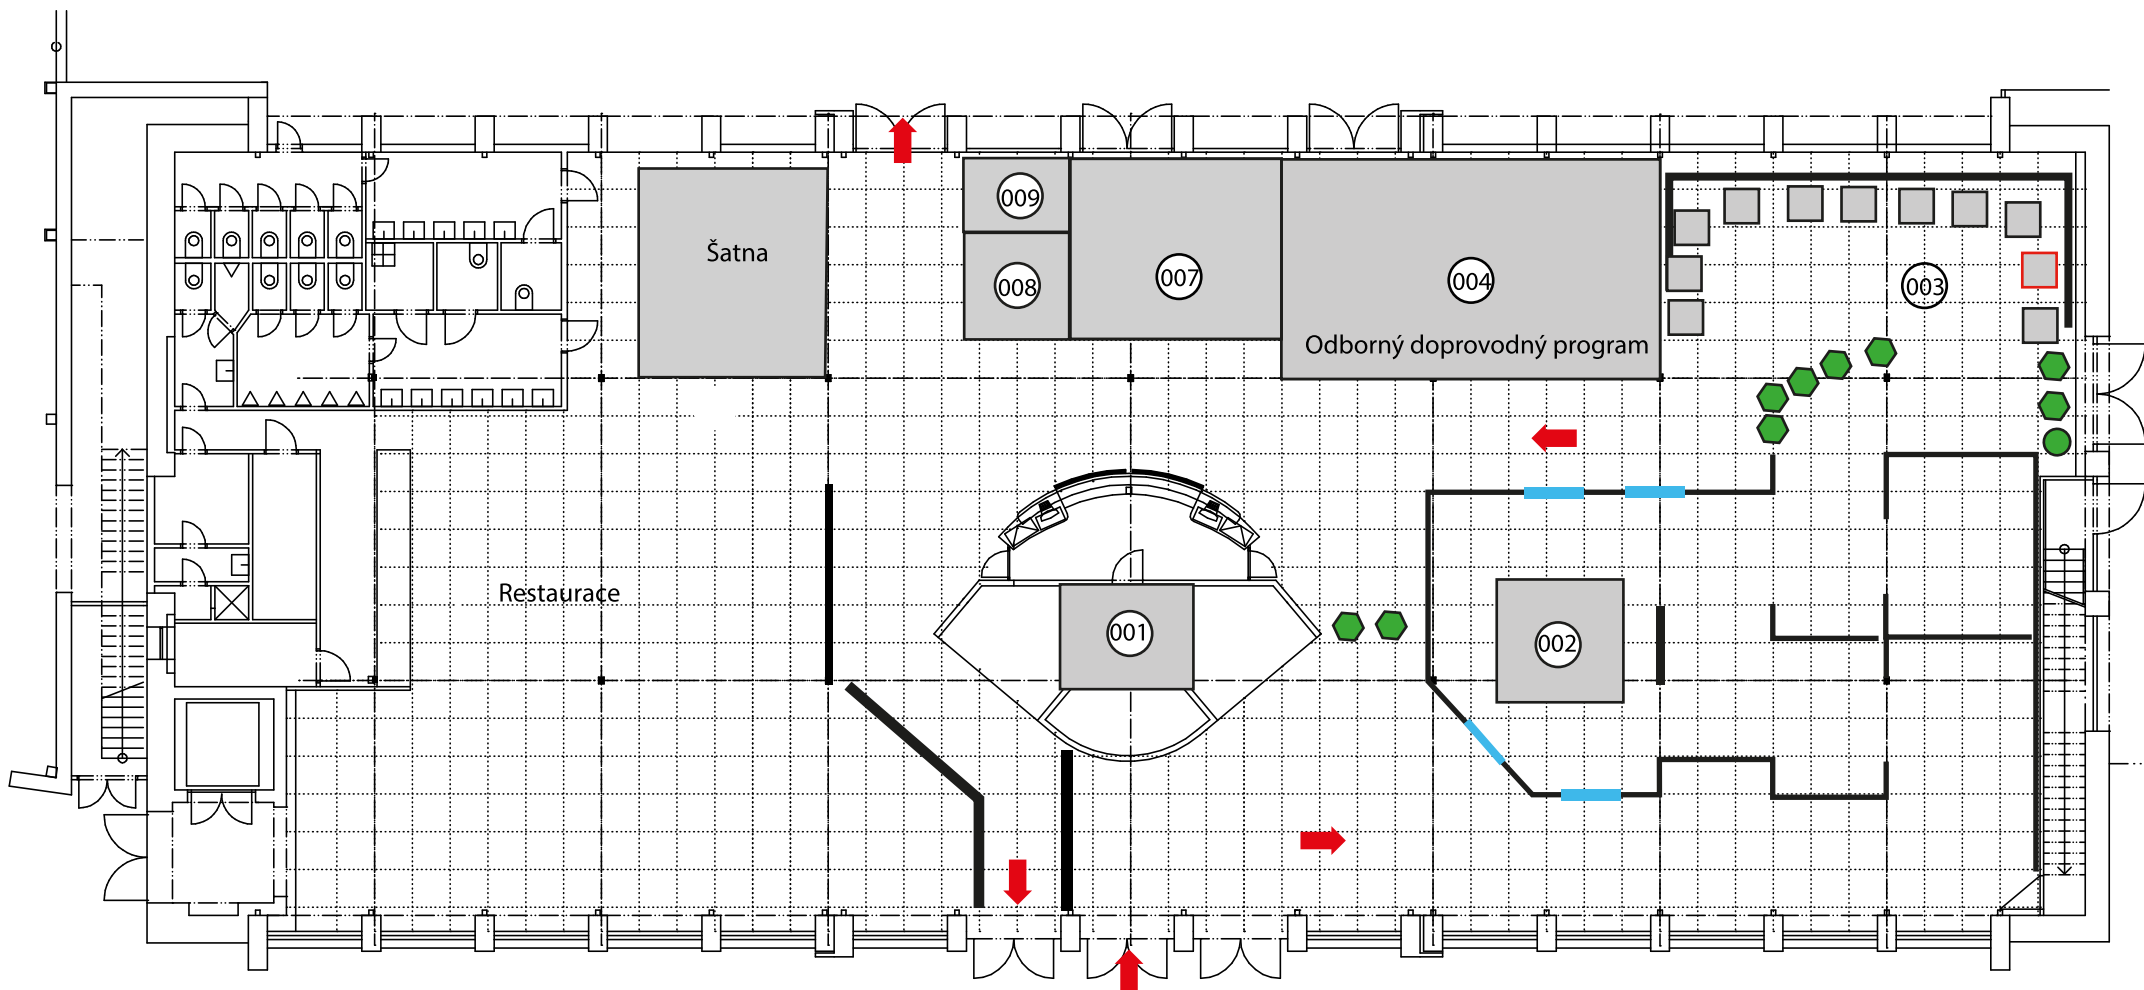 009
Šatna
008
007
004
003
Odborný doprovodný program
Restaurace
001
002